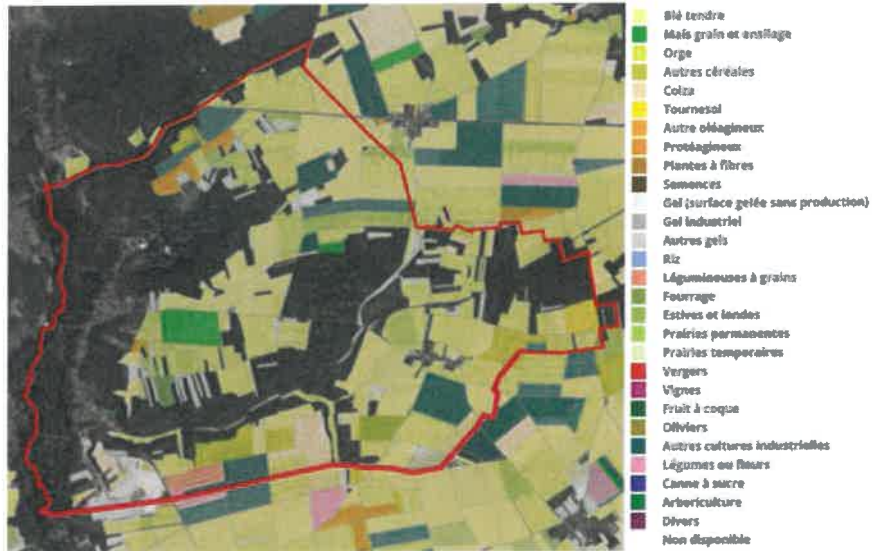 Blé tendre
Maïs grain et ensilage
Orge
Autres céréales
Colza
Tournesol
Autre oléagineux
Protéagineux
Plantes à fibres
Semences
Gel (surface gelée sans production)
Gel industriel
Autres gels
Riz
Légumineuses à grains
Fourrage
Estives et landes
Prairies permanentes
Prairies temporaires
Vergers
Vignes
Fruit à coque
Oliviers
Autres cultures industrielles
Légumes ou fleurs
Canne à sucre
Arboriculture
Divers
Non disponible